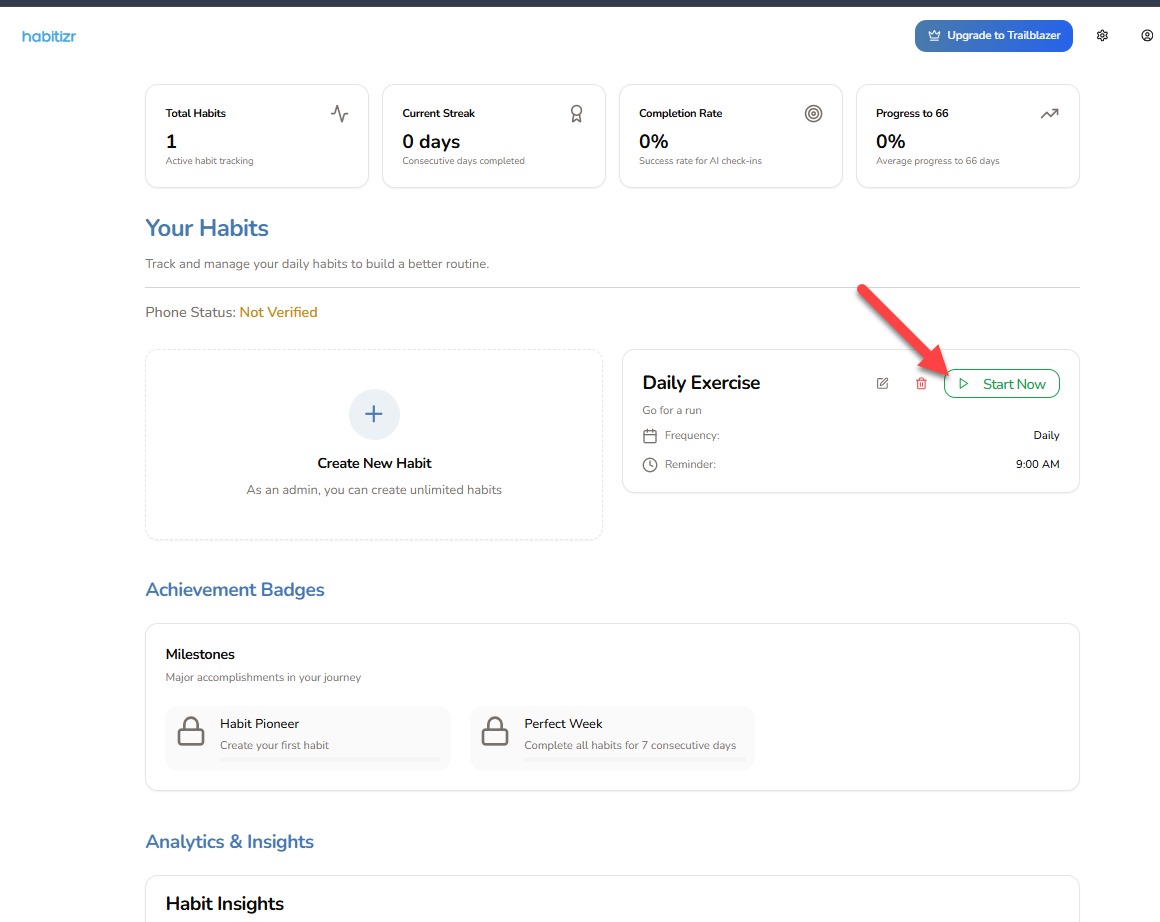 habitizr
Upgrade to Trailblazer
Total Habits
1
Active habit tracking
Current Streak
0 days
Consecutive days completed
Completion Rate
0%
Success rate for AI check-ins
Progress to 66
0%
Average progress to 66 days
Your Habits
Track and manage your daily habits to build a better routine.
Phone Status: Not Verified
Create New Habit
As an admin, you can create unlimited habits
Daily Exercise
Start Now
Go for a run
Frequency: Daily
Reminder: 9:00 AM
Achievement Badges
Milestones
Major accomplishments in your journey
Habit Pioneer
Create your first habit
Perfect Week
Complete all habits for 7 consecutive days
Analytics & Insights
Habit Insights